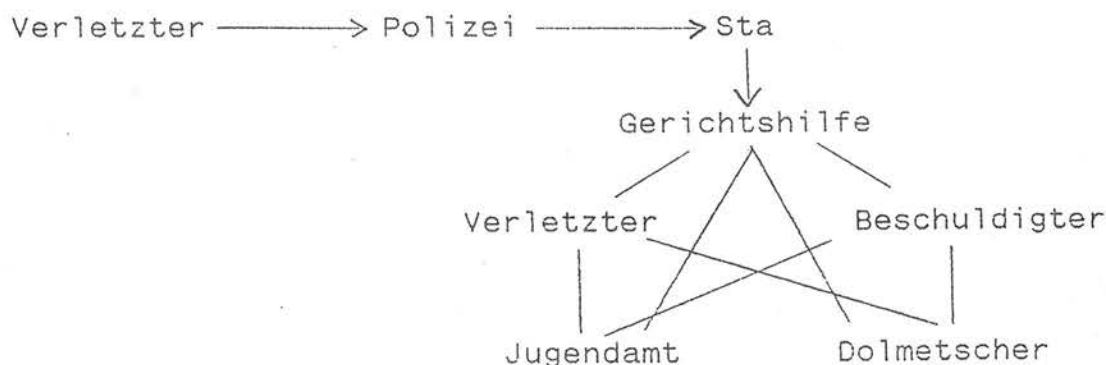 Verletzter Polizei Sta
Gerichtshilfe
Verletzter Beschuldigter
Jugendamt Dolmetscher